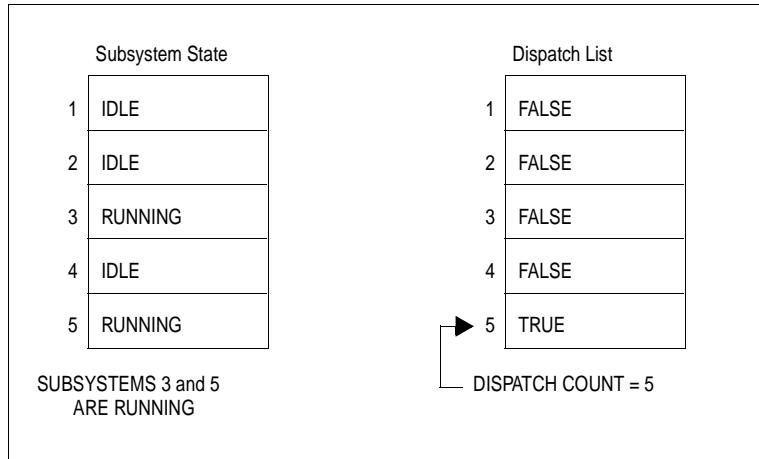 Subsystem State
1 IDLE
2 IDLE
3 RUNNING
4 IDLE
5 RUNNING
SUBSYSTEMS 3 and 5
ARE RUNNING
Dispatch List
1 FALSE
2 FALSE
3 FALSE
4 FALSE
5 TRUE
DISPATCH COUNT = 5